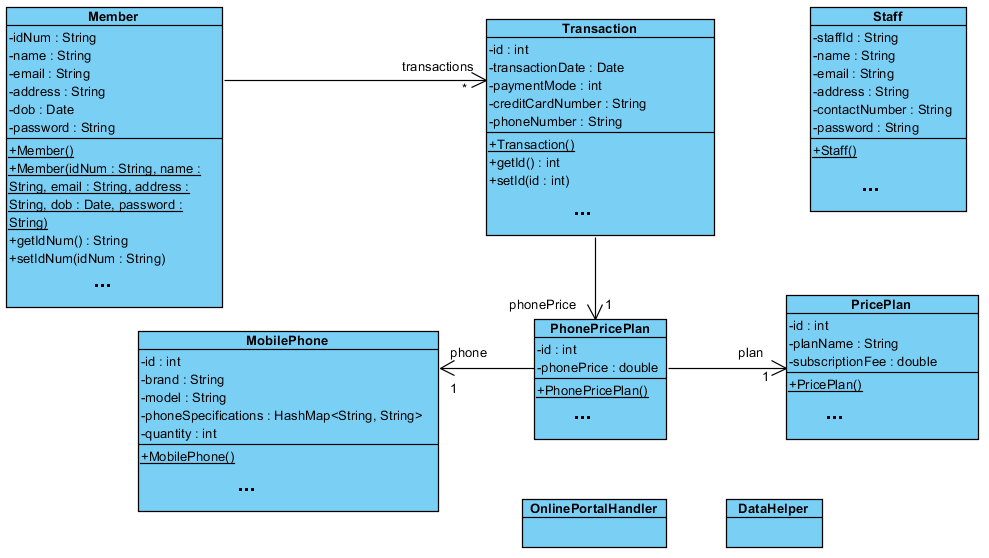 Member
-idNum : String
-name : String
-email : String
-address : String
-dob : Date
-password : String
+Member()
+Member(idNum : String, name :
String, email : String, address :
String, dob : Date, password :
String)
+getIdNum() : String
+setIdNum(idNum : String)
...
transactions
*
Transaction
-id : int
-transactionDate : Date
-paymentMode : int
-creditCardNumber : String
-phoneNumber : String
+Transaction()
+getId() : int
+setId(id : int)
...
Staff
-staffId : String
-name : String
-email : String
-address : String
-contactNumber : String
-password : String
+Staff()
...
phonePrice
1
MobilePhone
-id : int
-brand : String
-model : String
-phoneSpecifications : HashMap<String, String>
-quantity : int
+MobilePhone()
...
phone
1
PhonePricePlan
-id : int
-phonePrice : double
+PhonePricePlan()
...
plan
1
PricePlan
-id : int
-planName : String
-subscriptionFee : double
+PricePlan()
...
OnlinePortalHandler
DataHelper